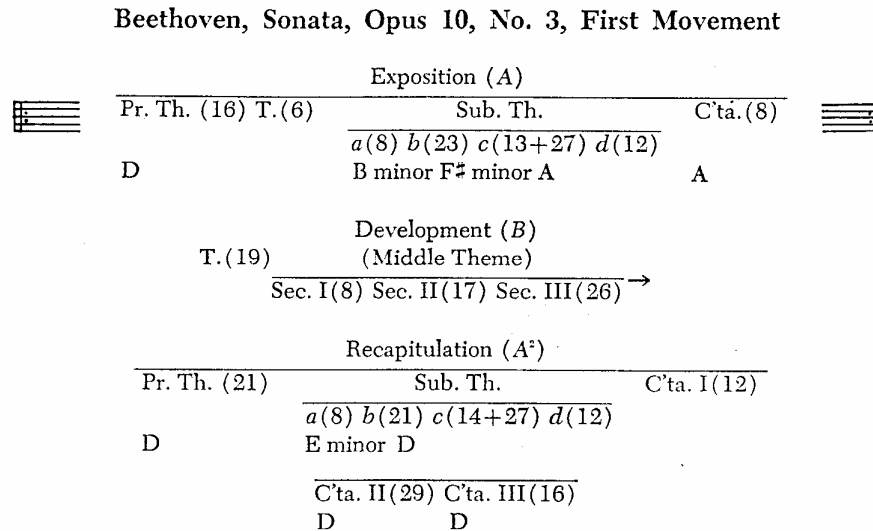 Beethoven, Sonata, Opus 10, No. 3, First Movement
Exposition (A)
Pr. Th. (16) T.(6) Sub. Th. C'ta.(8)
a(8) b(23) c(13+27) d(12)
D B minor F♯ minor A A
Development (B)
T.(19) (Middle Theme)
Sec. I(8) Sec. II(17) Sec. III(26)→
Recapitulation (A²)
Pr. Th. (21) Sub. Th. C'ta. I(12)
a(8) b(21) c(14+27) d(12)
D E minor D
C'ta. II(29) C'ta. III(16)
D D